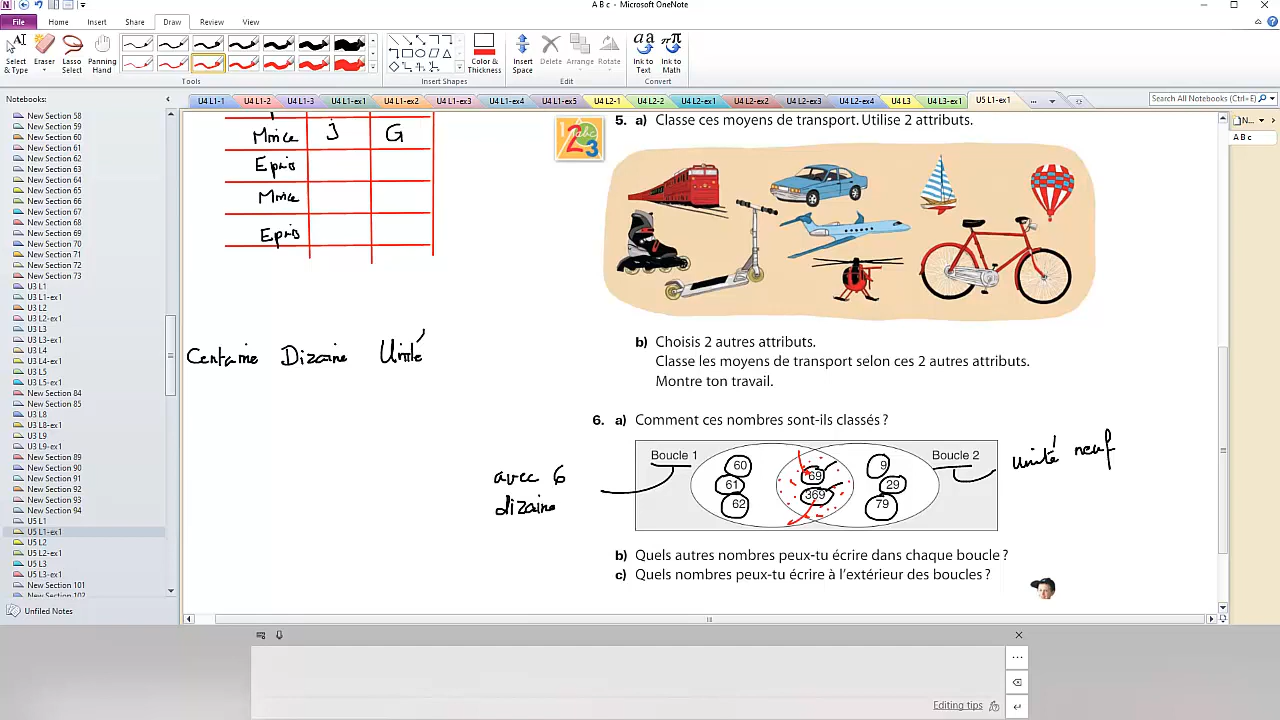 A B c - Microsoft OneNote
File Home Insert Share Draw Review View
Select & Type
Eraser
Lasso Select
Panning Hand
Color & Thickness
Insert Space
Delete
Arrange
Rotate
Ink to Text
Ink to Math
Tools
Insert Shapes
Edit
Convert
Notebooks:
U4 L1-1 U4 L1-2 U4 L1-3 U4 L1-ex1 U4 L1-ex2 U4 L1-ex3 U4 L1-ex4 U4 L1-ex5 U4 L2-1 U4 L2-2 U4 L2-ex1 U4 L2-ex2 U4 L2-ex3 U4 L2-ex4 U4 L3 U4 L3-ex1 U5 L1-ex1 ...
Search All Notebooks (Ctrl+E)
N...
A B c
New Section 58
New Section 59
New Section 60
New Section 61
New Section 62
New Section 63
New Section 64
New Section 65
New Section 66
New Section 67
New Section 68
New Section 69
New Section 70
New Section 71
New Section 72
New Section 73
U3 L1
U3 L1-ex1
U3 L2
U3 L2-ex1
U3 L3
U3 L4
U3 L4-ex1
U3 L5
U3 L5-ex1
New Section 84
New Section 85
U3 L8
U3 L8-ex1
U3 L9
U3 L9-ex1
New Section 89
New Section 90
New Section 91
New Section 92
New Section 93
New Section 94
U5 L1
U5 L1-ex1
U5 L2
U5 L2-ex1
U5 L3
U5 L3-ex1
New Section 101
New Section 102
Unfiled Notes
Mince j G
Epais
Mince
Epais
Centaine Dizaine Unité
5. a) Classe ces moyens de transport. Utilise 2 attributs.
b) Choisis 2 autres attributs.
Classe les moyens de transport selon ces 2 autres attributs.
Montre ton travail.
6. a) Comment ces nombres sont-ils classés ?
Boucle 1
60
61
62
69
369
9
29
79
Boucle 2
avec 6
dizaine
unité neuf
b) Quels autres nombres peux-tu écrire dans chaque boucle ?
c) Quels nombres peux-tu écrire à l'extérieur des boucles ?
Editing tips